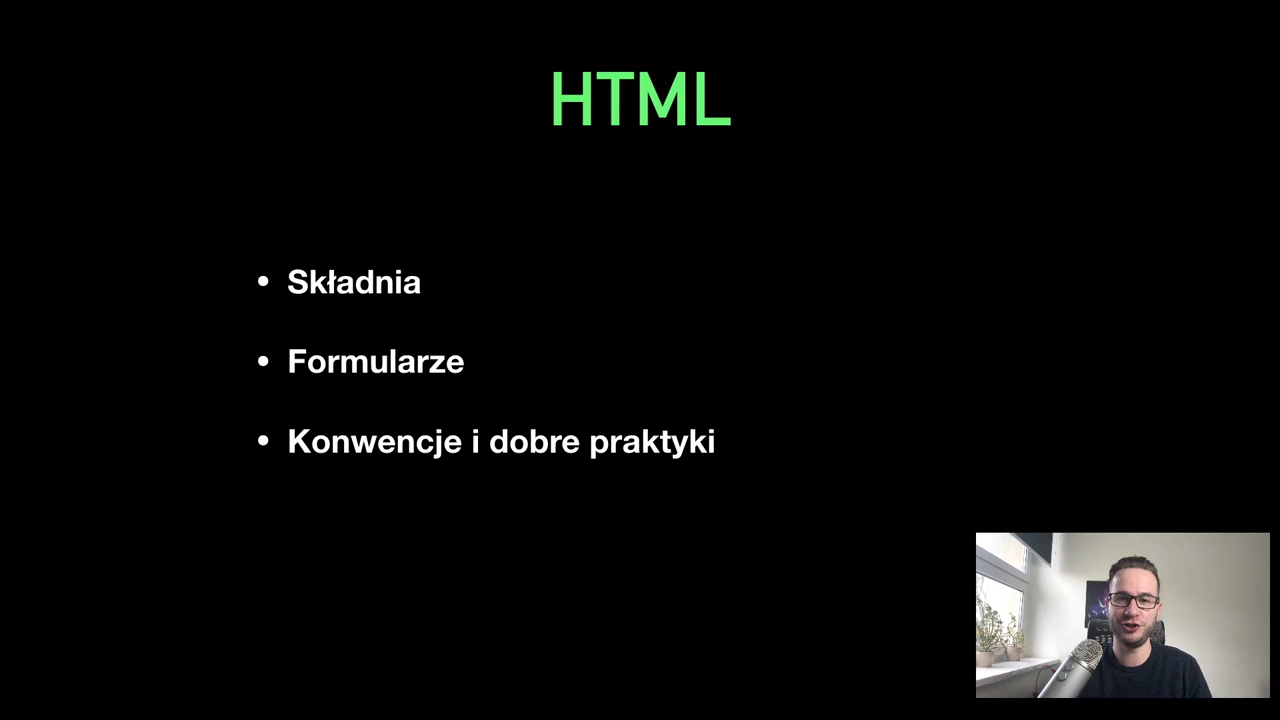 HTML
• Składnia
• Formularze
• Konwencje i dobre praktyki